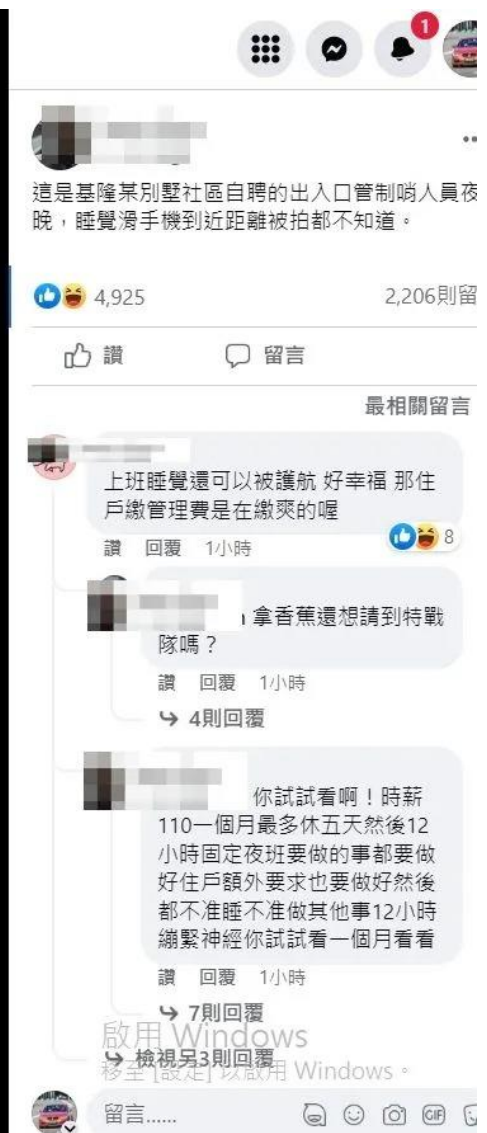 1
這是基隆某別墅社區自聘的出入口管制哨人員夜
晚，睡覺滑手機到近距離被拍都不知道。
4,925
2,206則留
讚
留言
最相關留言
上班睡覺還可以被護航 好幸福 那住
戶繳管理費是在繳爽的喔
8
讚 回覆 1小時
拿香蕉還想請到特戰
隊嗎？
讚 回覆 1小時
4則回覆
你試試看啊！時薪
110一個月最多休五天然後12
小時固定夜班要做的事都要做
好住戶額外要求也要做好然後
都不准睡不准做其他事12小時
繃緊神經你試試看一個月看看
讚 回覆 1小時
7則回覆
啟用 Windows
檢視另3則回覆
移至 [設定] 以啟用 Windows。
留言......
GIF